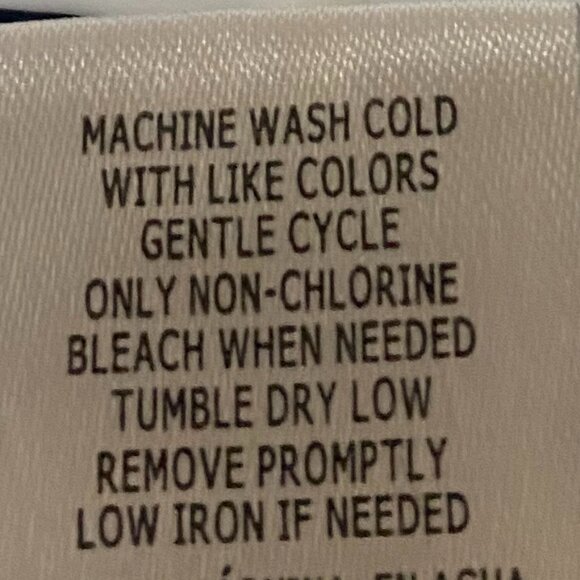 MACHINE WASH COLD
WITH LIKE COLORS
GENTLE CYCLE
ONLY NON-CHLORINE
BLEACH WHEN NEEDED
TUMBLE DRY LOW
REMOVE PROMPTLY
LOW IRON IF NEEDED